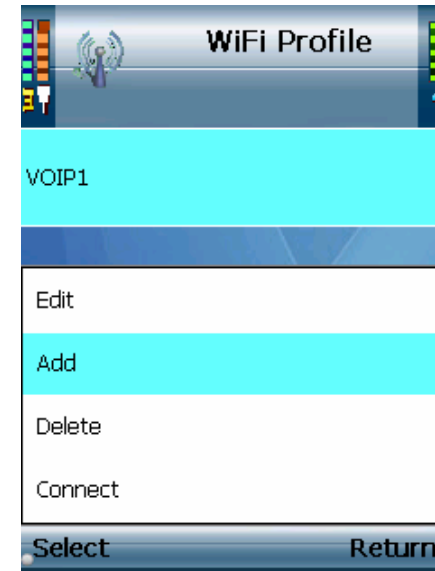 WiFi Profile
VOIP1
Edit
Add
Delete
Connect
Select Return